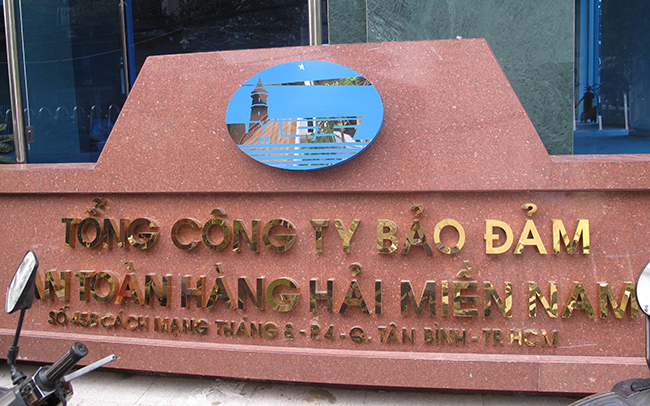 TỔNG CÔNG TY BẢO ĐẢM
AN TOÀN HÀNG HẢI MIỀN NAM
SỐ CÁCH MẠNG THÁNG 8 - P.4 - Q. TÂN BÌNH - TP. HCM